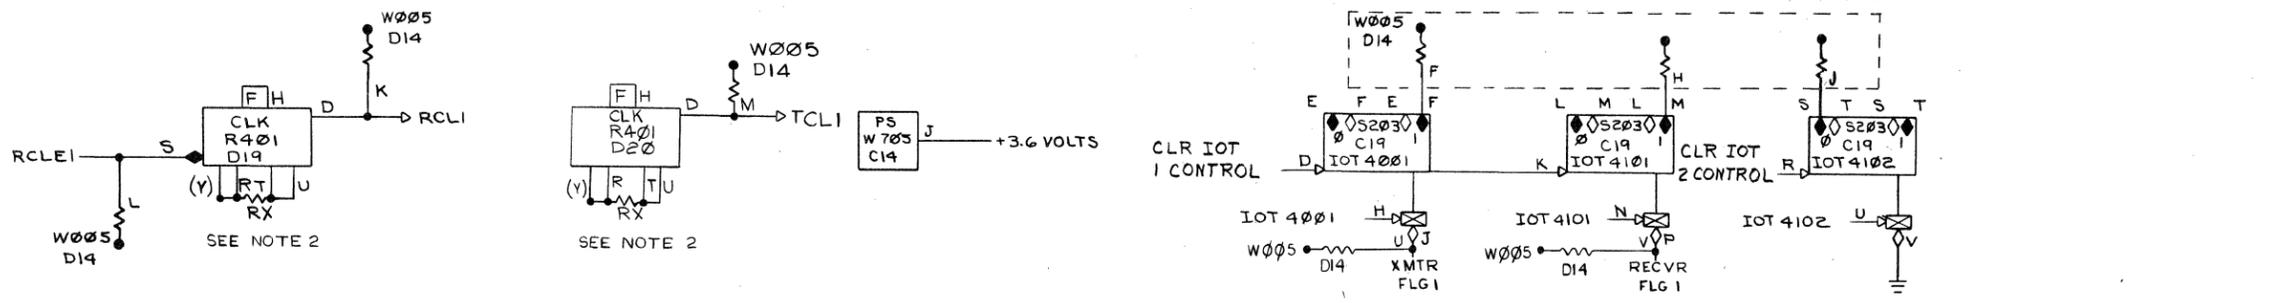 WØØ5
D14
K
F H
D
CLK
R401
D19
RCL1
RCLE1
S
(Y) R T U
RX
L
WØØ5
D14
SEE NOTE 2
WØØ5
D14
M
F H
D
CLK
R4Ø1
D2Ø
TCL1
(Y) R T U
RX
SEE NOTE 2
PS
W7Ø5
C14
J
+3.6 VOLTS
WØØ5
D14
F
H
J
E F E F
S2Ø3
Ø C19 1
IOT 4ØØ1
CLR IOT
1 CONTROL
D
L M L M
S2Ø3
Ø C19 1
IOT 41Ø1
K
CLR IOT
2 CONTROL
R
S T S T
S2Ø3
Ø C19 1
IOT 41Ø2
IOT 4ØØ1
H
U J
WØØ5
D14
XMTR
FLG 1
IOT 41Ø1
N
V P
WØØ5
D14
RECVR
FLG 1
IOT 41Ø2
U
V